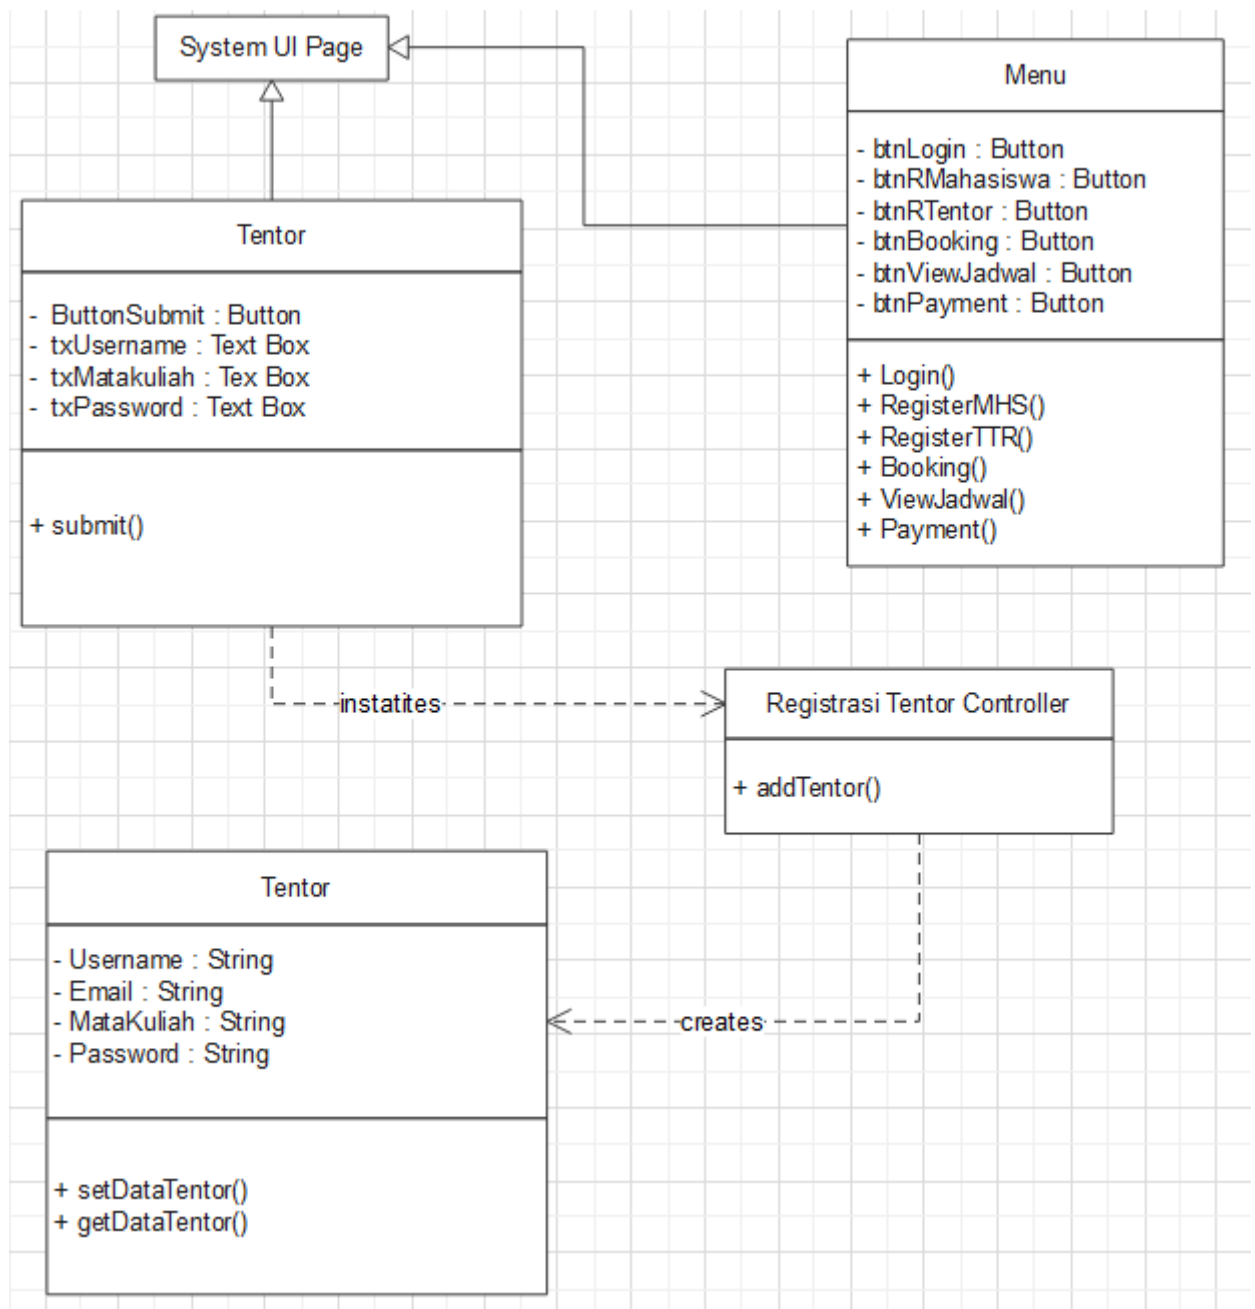 System UI Page
Menu
- btnLogin : Button
- btnRMahasiswa : Button
- btnRTentor : Button
- btnBooking : Button
- btnViewJadwal : Button
- btnPayment : Button
+ Login()
+ RegisterMHS()
+ RegisterTTR()
+ Booking()
+ ViewJadwal()
+ Payment()
Tentor
- ButtonSubmit : Button
- txUsername : Text Box
- txMatakuliah : Tex Box
- txPassword : Text Box
+ submit()
instatites
Registrasi Tentor Controller
+ addTentor()
creates
Tentor
- Username : String
- Email : String
- MataKuliah : String
- Password : String
+ setDataTentor()
+ getDataTentor()